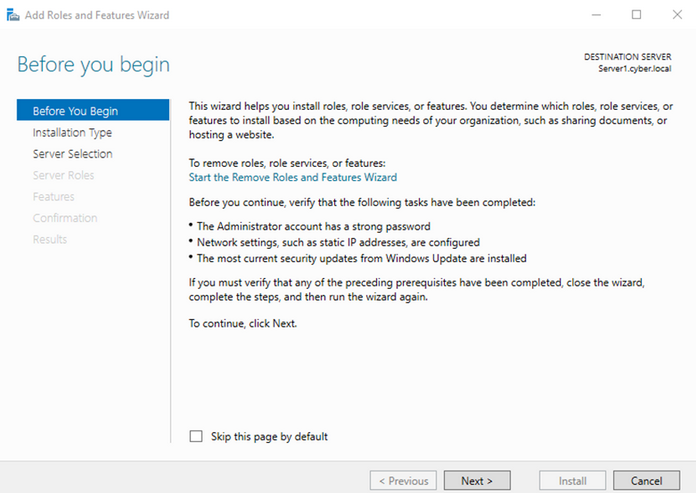 Add Roles and Features Wizard
Before you begin
DESTINATION SERVER
Server1.cyber.local
Before You Begin
Installation Type
Server Selection
Server Roles
Features
Confirmation
Results
This wizard helps you install roles, role services, or features. You determine which roles, role services, or
features to install based on the computing needs of your organization, such as sharing documents, or
hosting a website.
To remove roles, role services, or features:
Start the Remove Roles and Features Wizard
Before you continue, verify that the following tasks have been completed:
• The Administrator account has a strong password
• Network settings, such as static IP addresses, are configured
• The most current security updates from Windows Update are installed
If you must verify that any of the preceding prerequisites have been completed, close the wizard,
complete the steps, and then run the wizard again.
To continue, click Next.
Skip this page by default
< Previous
Next >
Install
Cancel